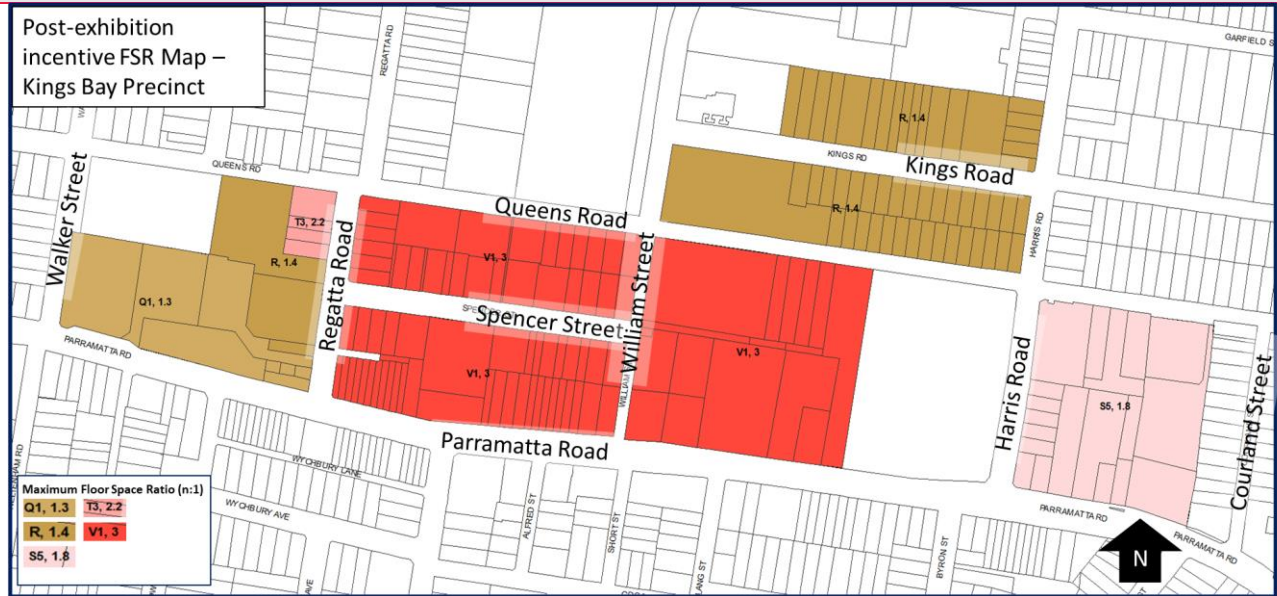 Post-exhibition
incentive FSR Map –
Kings Bay Precinct
REGATTA RD
GARFIELD S
R, 1.4
KINGS RD
Kings Road
Walker Street
QUEENS RD
T3, 2.2
Queens Road
R, 1.4
HARRIS RD
R, 1.4
Regatta Road
V1, 3
William Street
Q1, 1.3
Spencer Street
V1, 3
V1, 3
Harris Road
S5, 1.8
Courland Street
PARRAMATTA RD
Parramatta Road
WYCHBURY LANE
WYCHBURY AVE
ALFRED ST
SHORT ST
LANG ST
BYRON ST
PARRAMATTA RD
PARRAMATTA RD
N
Maximum Floor Space Ratio (n:1)
Q1, 1.3 T3, 2.2
R, 1.4 V1, 3
S5, 1.8